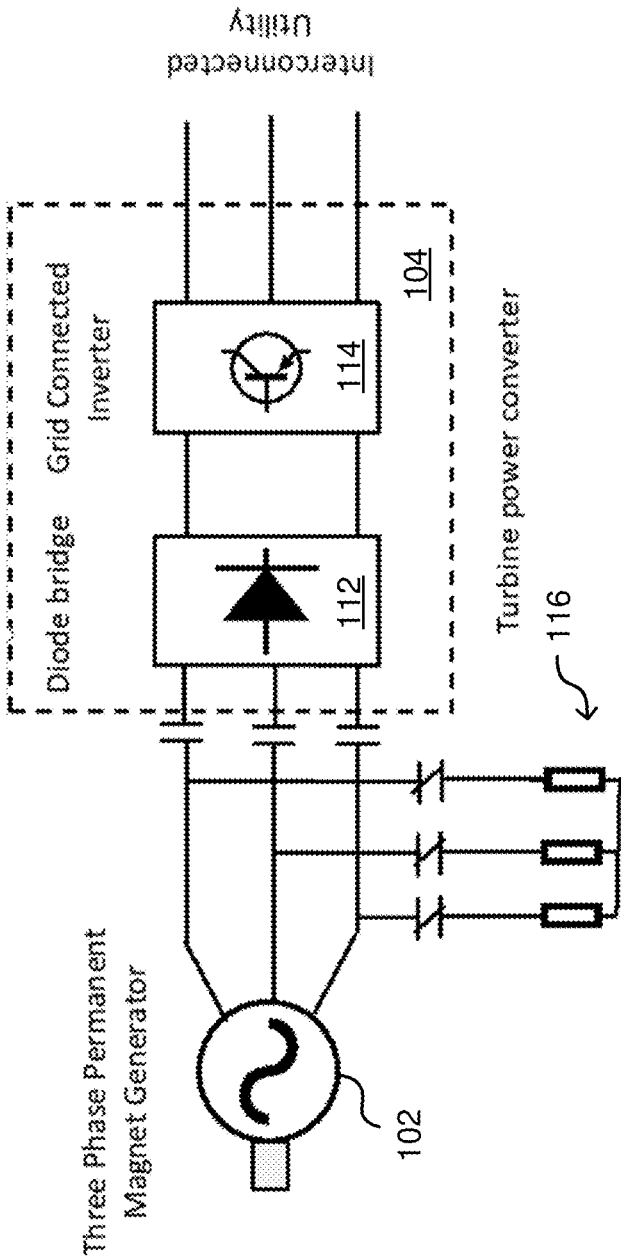 Three Phase Permanent
Magnet Generator
102
Diode bridge
112
Grid Connected
Inverter
114
104
Turbine power converter
116
Interconnected
Utility